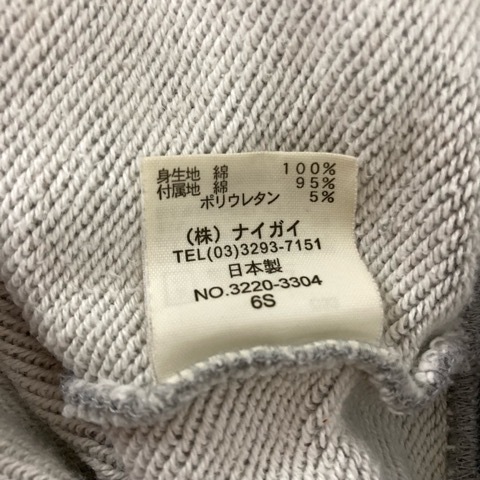 身生地 綿 100%
付属地 綿 95%
ポリウレタン 5%
(株) ナイガイ
TEL(03)3293-7151
日本製
NO.3220-3304
6S